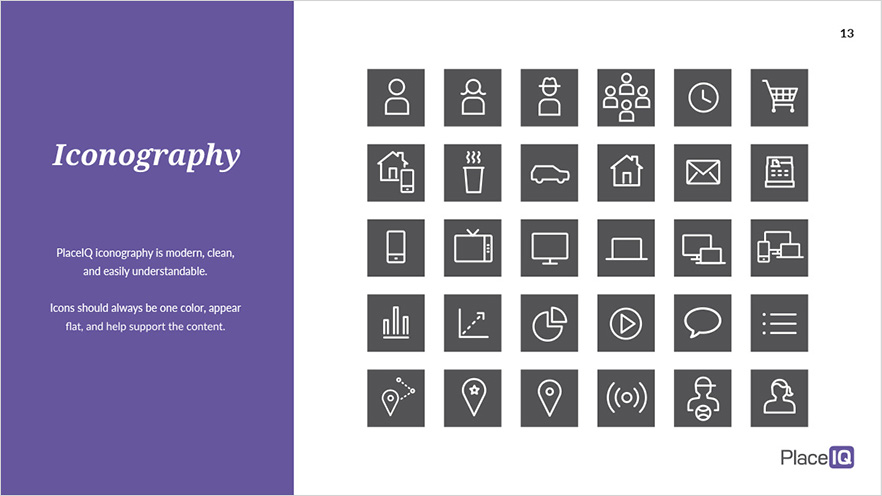 13
Iconography
PlaceIQ iconography is modern, clean,
and easily understandable.
Icons should always be one color, appear
flat, and help support the content.
PlaceIQ